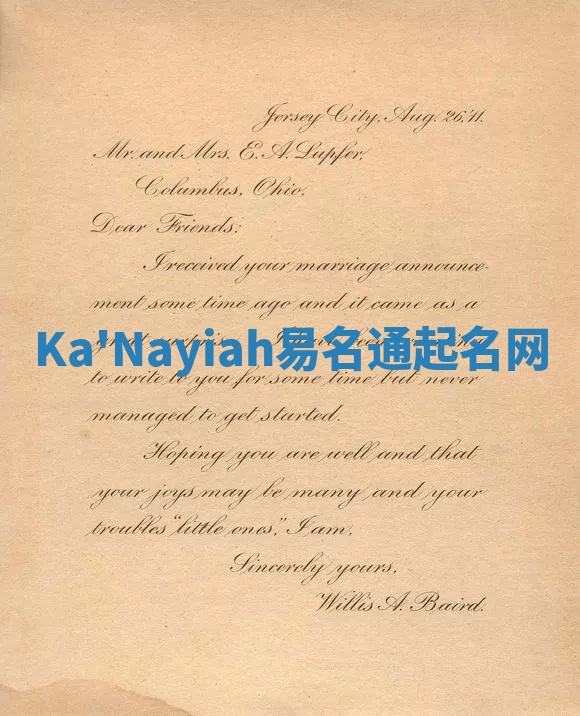 Jersey City, Aug. 26, '11.
Mr. and Mrs. E. A. Lupfer,
Columbus, Ohio.
Dear Friends:
I received your marriage announce-
ment some time ago and it came as a
Ka'Nayiah易名通起名网
to write to you for some time but never
managed to get started.
Hoping you are well and that
your joys may be many and your
troubles "little ones," I am,
Sincerely yours,
Willis A. Baird.